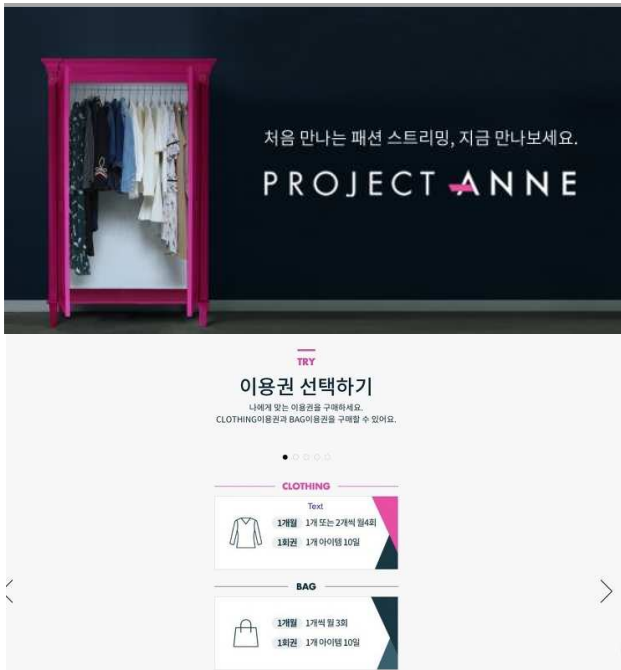 처음 만나는 패션 스트리밍, 지금 만나보세요.
PROJECT ANNE
TRY
이용권 선택하기
나에게 맞는 이용권을 구매하세요.
CLOTHING이용권과 BAG이용권을 구매할 수 있어요.
CLOTHING
Text
1개월 1개 또는 2개씩 월4회
1회권 1개 아이템 10일
BAG
1개월 1개씩 월 3회
1회권 1개 아이템 10일